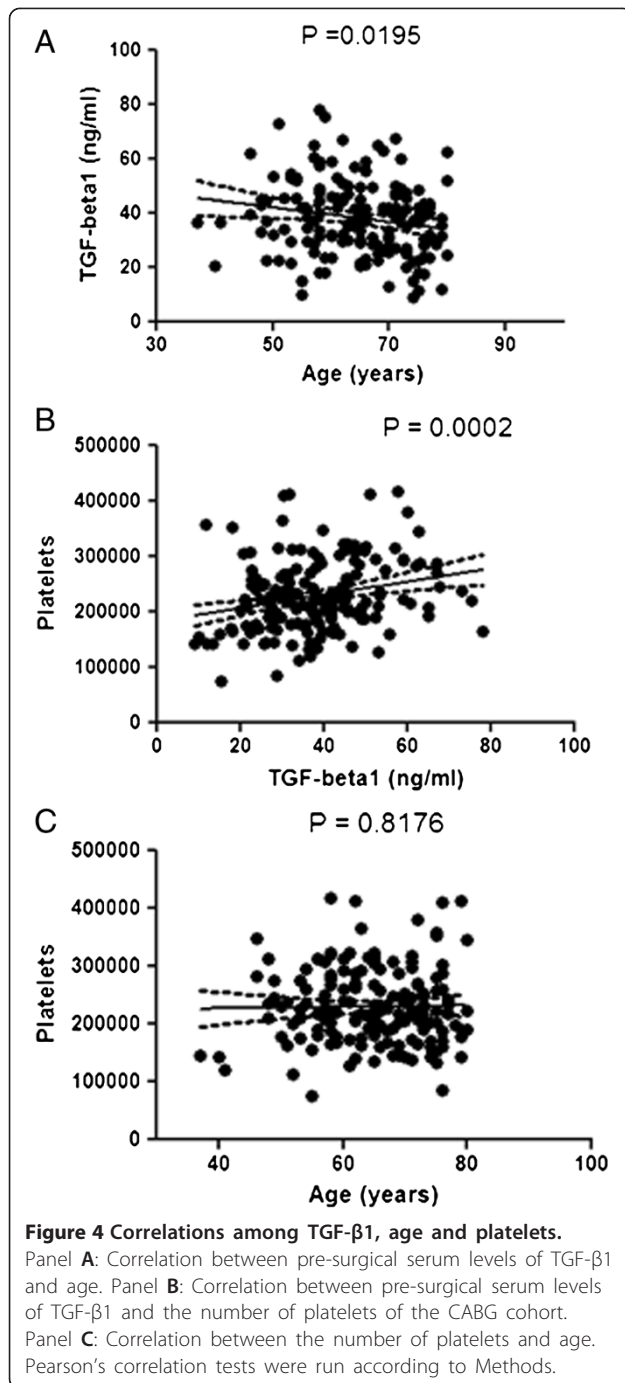 A
P =0.0195
TGF-beta1 (ng/ml)
100
80
60
40
20
0
30 50 70 90
Age (years)
B
P = 0.0002
Platelets
500000
400000
300000
200000
100000
0
0 20 40 60 80 100
TGF-beta1 (ng/ml)
C
P = 0.8176
Platelets
500000
400000
300000
200000
100000
0
40 60 80 100
Age (years)
Figure 4 Correlations among TGF-β1, age and platelets.
Panel A: Correlation between pre-surgical serum levels of TGF-β1
and age. Panel B: Correlation between pre-surgical serum levels
of TGF-β1 and the number of platelets of the CABG cohort.
Panel C: Correlation between the number of platelets and age.
Pearson's correlation tests were run according to Methods.